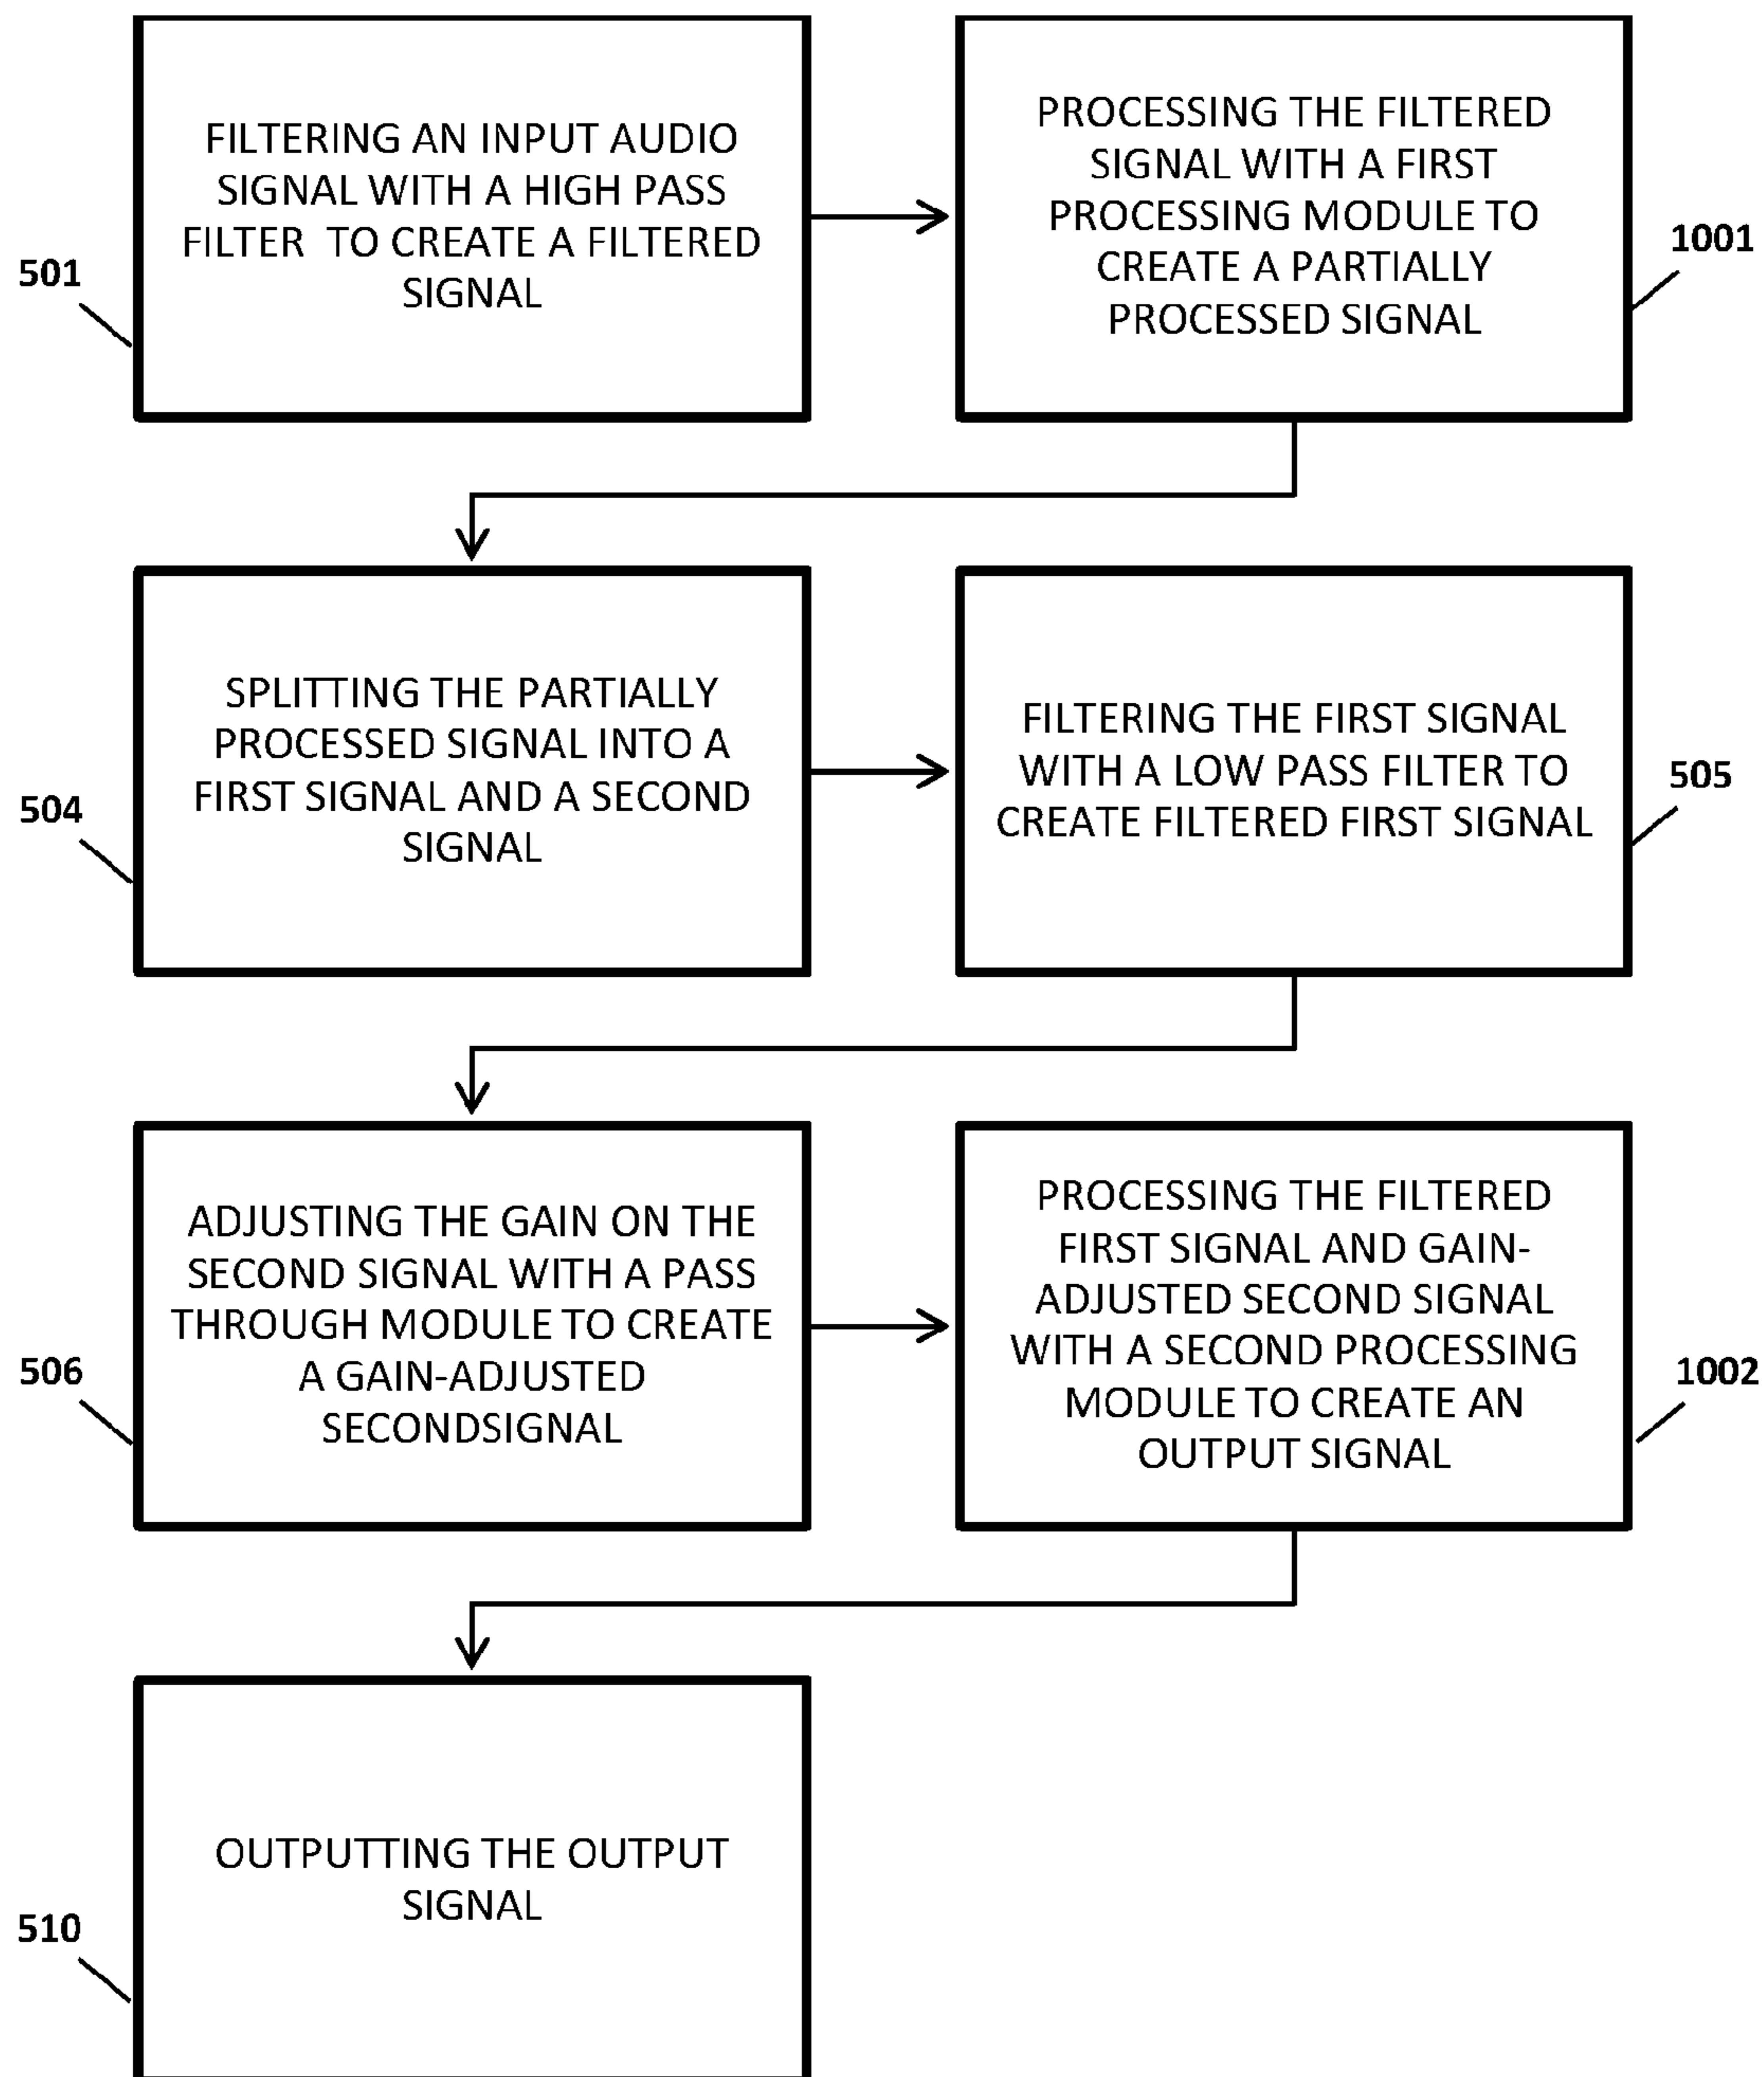 FILTERING AN INPUT AUDIO
SIGNAL WITH A HIGH PASS
FILTER TO CREATE A FILTERED
SIGNAL
501
PROCESSING THE FILTERED
SIGNAL WITH A FIRST
PROCESSING MODULE TO
CREATE A PARTIALLY
PROCESSED SIGNAL
1001
SPLITTING THE PARTIALLY
PROCESSED SIGNAL INTO A
FIRST SIGNAL AND A SECOND
SIGNAL
504
FILTERING THE FIRST SIGNAL
WITH A LOW PASS FILTER TO
CREATE FILTERED FIRST SIGNAL
505
ADJUSTING THE GAIN ON THE
SECOND SIGNAL WITH A PASS
THROUGH MODULE TO CREATE
A GAIN-ADJUSTED
SECONDSIGNAL
506
PROCESSING THE FILTERED
FIRST SIGNAL AND GAIN-
ADJUSTED SECOND SIGNAL
WITH A SECOND PROCESSING
MODULE TO CREATE AN
OUTPUT SIGNAL
1002
OUTPUTTING THE OUTPUT
SIGNAL
510